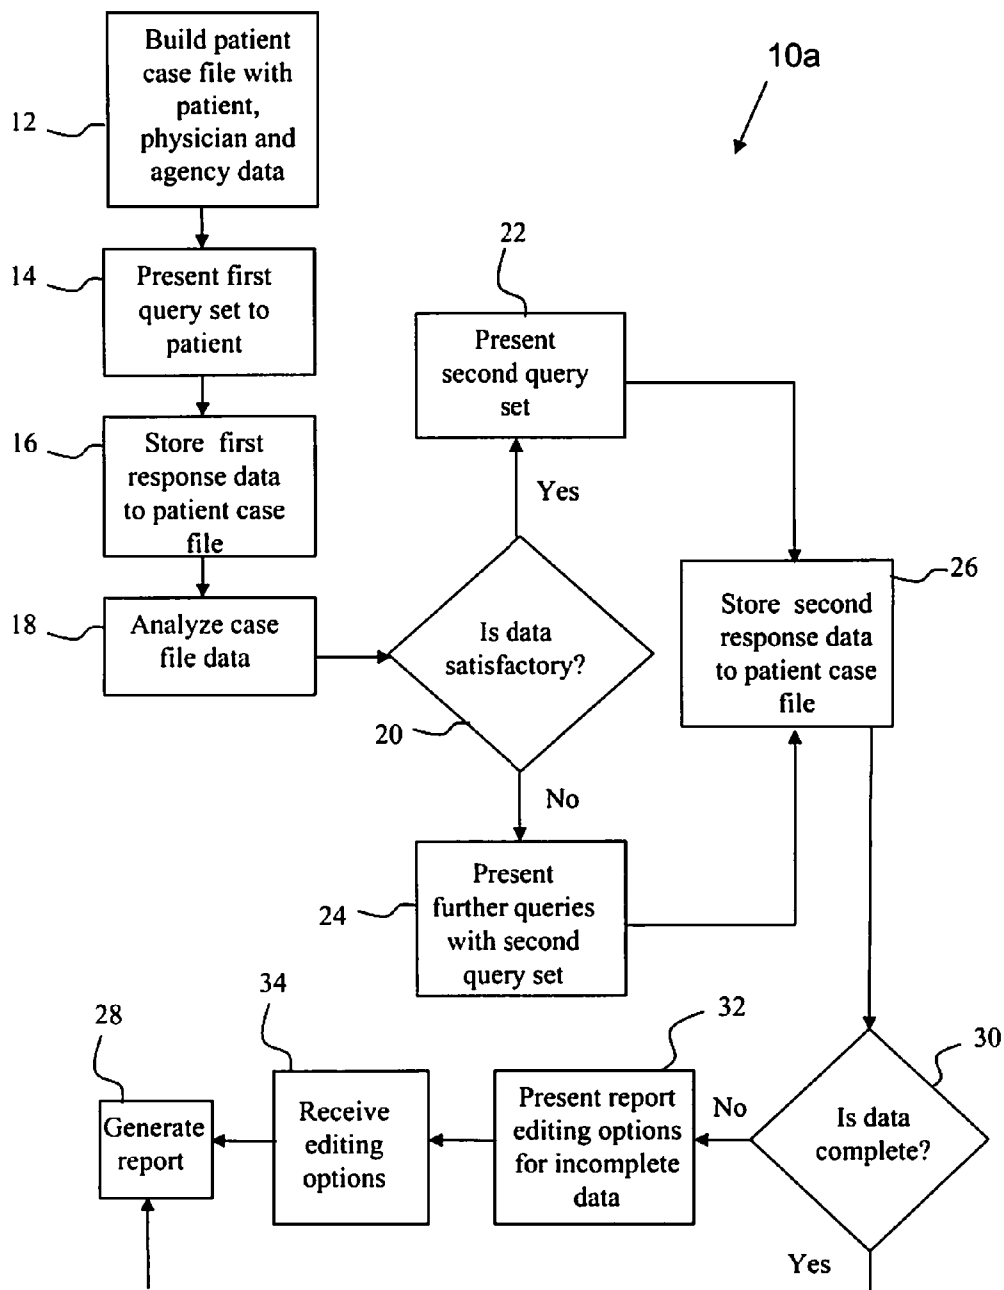 10a
12
Build patient
case file with
patient,
physician and
agency data
14
Present first
query set to
patient
16
Store first
response data
to patient case
file
18
Analyze case
file data
20
Is data
satisfactory?
Yes
22
Present
second query
set
No
24
Present
further queries
with second
query set
26
Store second
response data
to patient case
file
30
Is data
complete?
No
32
Present report
editing options
for incomplete
data
34
Receive
editing
options
28
Generate
report
Yes